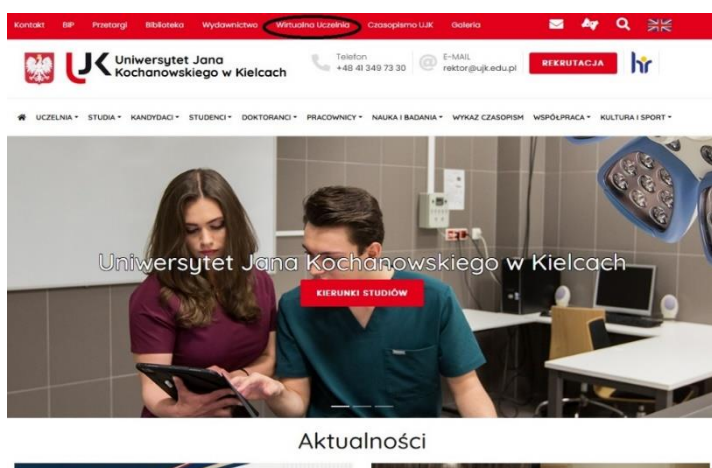 Kontakt BIP Przetargi Biblioteka Wydawnictwo Wirtualna Uczelnia Czasopismo UJK Galeria
UJK Uniwersytet Jana
Kochanowskiego w Kielcach
Telefon
+48 41 349 73 30
E-MAIL
rektor@ujk.edu.pl
REKRUTACJA
hr
UCZELNIA STUDIA KANDYDACI STUDENCI DOKTORANCI PRACOWNICY NAUKA I BADANIA WYKAZ CZASOPISM WSPÓŁPRACA KULTURA I SPORT
Uniwersytet Jana Kochanowskiego w Kielcach
KIERUNKI STUDIÓW
Aktualności